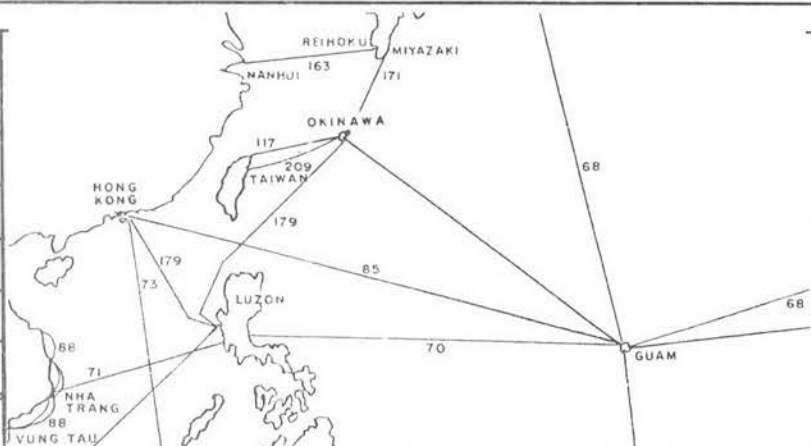 REIHOKU
MIYAZAKI
163
171
NANHUI
OKINAWA
117
209
TAIWAN
68
HONG
KONG
179
179
73
85
LUZON
68
70
GUAM
88
71
NHA
TRANG
88
VUNG TAU